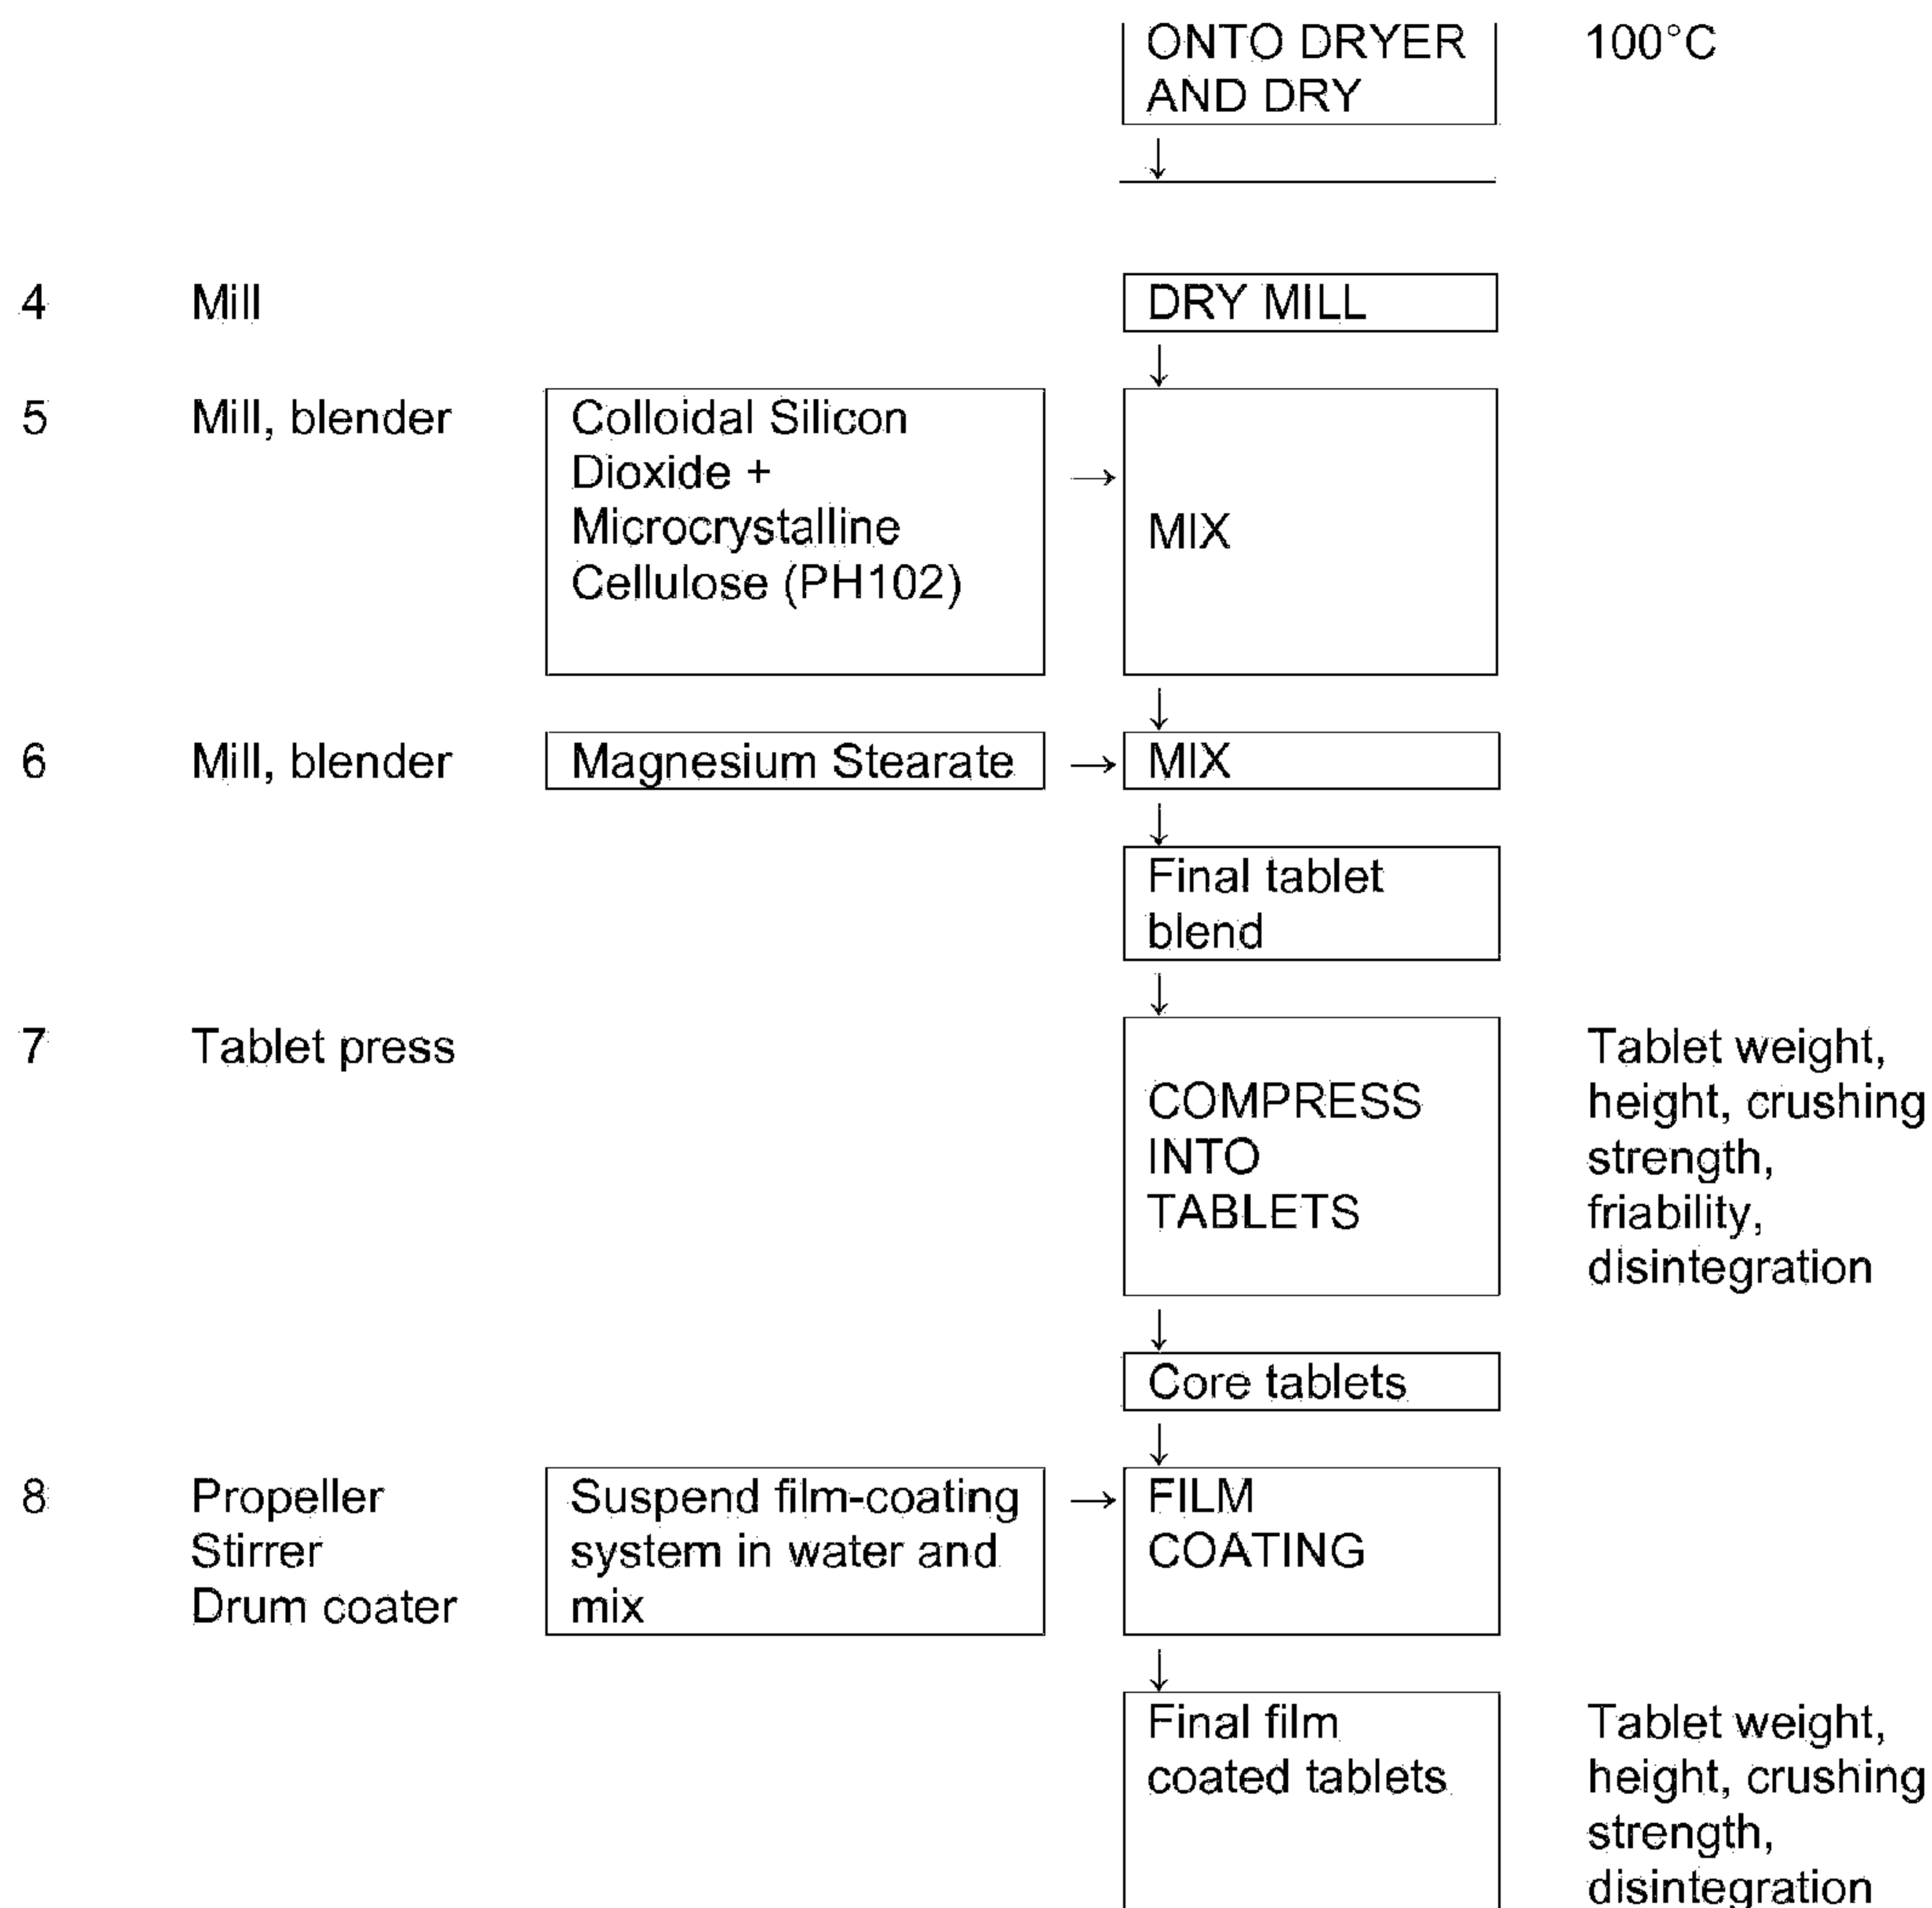 ONTO DRYER
AND DRY
100°C
4
Mill
DRY MILL
5
Mill, blender
Colloidal Silicon
Dioxide +
Microcrystalline
Cellulose (PH102)
→
MIX
6
Mill, blender
Magnesium Stearate
→
MIX
Final tablet
blend
7
Tablet press
COMPRESS
INTO
TABLETS
Tablet weight,
height, crushing
strength,
friability,
disintegration
Core tablets
8
Propeller
Stirrer
Drum coater
Suspend film-coating
system in water and
mix
→
FILM
COATING
Final film
coated tablets
Tablet weight,
height, crushing
strength,
disintegration